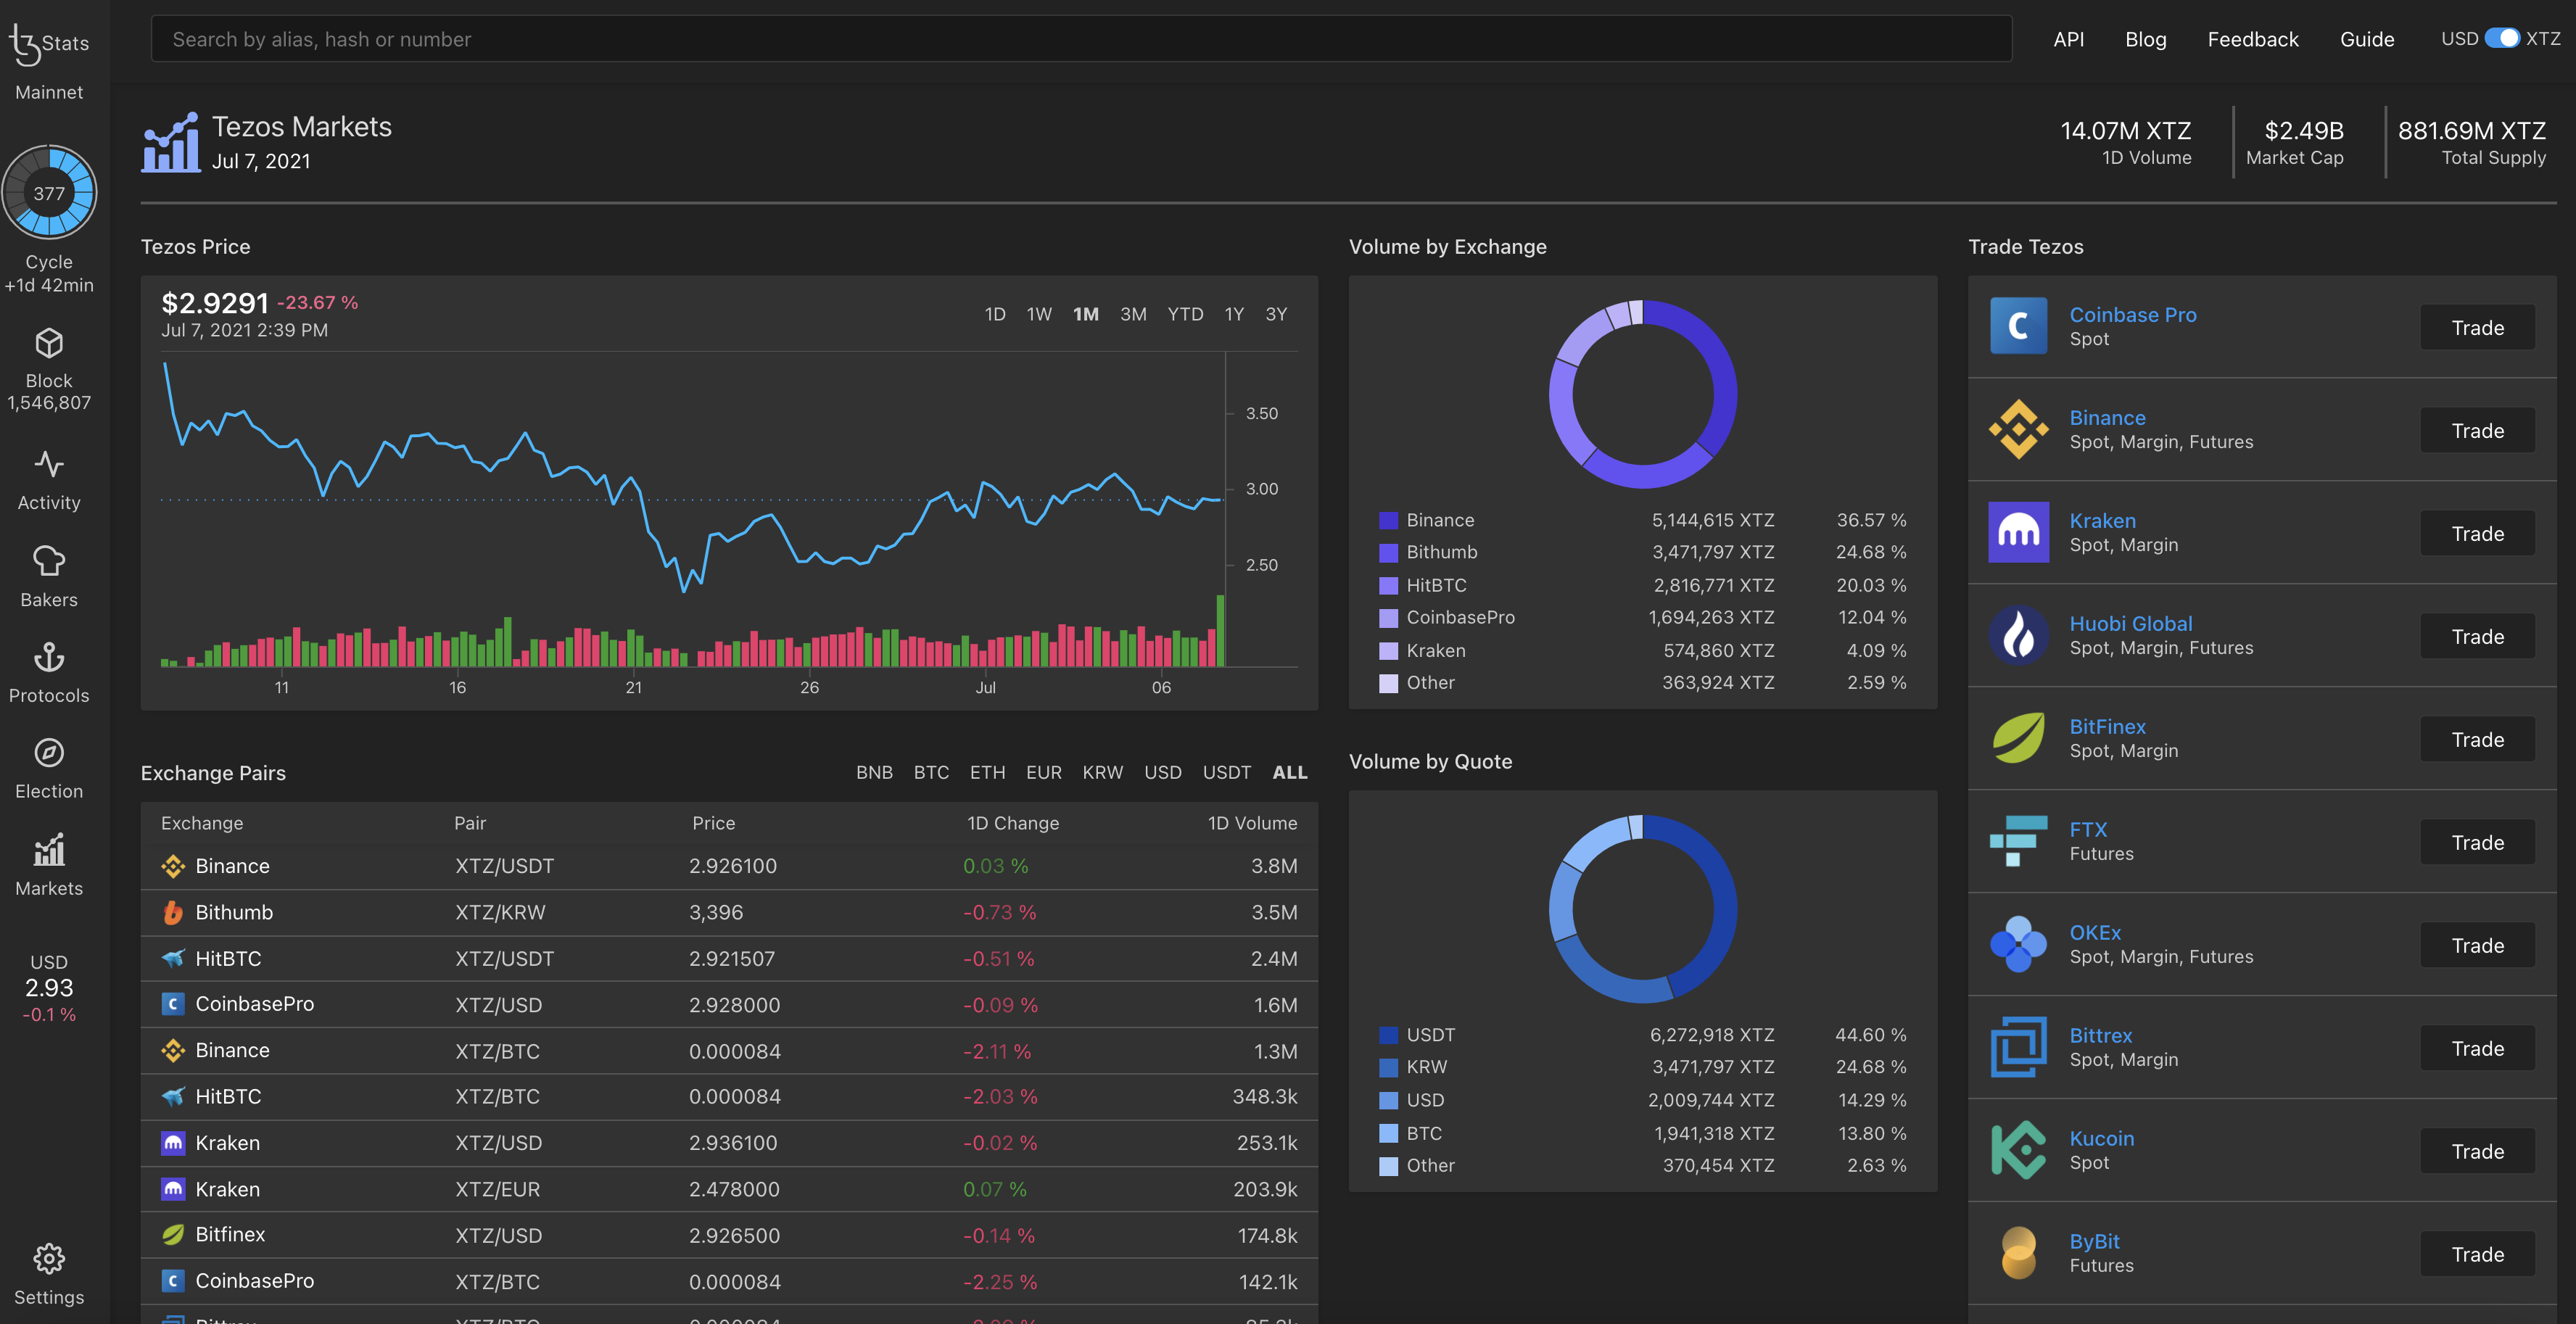 tz Stats
Mainnet
377
Cycle
+1d 42min
Block
1,546,807
Activity
Bakers
Protocols
Election
Markets
USD
2.93
-0.1 %
Settings
Search by alias, hash or number
API Blog Feedback Guide USD XTZ
Tezos Markets
Jul 7, 2021
14.07M XTZ
1D Volume
$2.49B
Market Cap
881.69M XTZ
Total Supply
Tezos Price
$2.9291 -23.67 %
Jul 7, 2021 2:39 PM
1D 1W 1M 3M YTD 1Y 3Y
3.50
3.00
2.50
11 16 21 26 Jul 06
Exchange Pairs
BNB BTC ETH EUR KRW USD USDT ALL
Exchange Pair Price 1D Change 1D Volume
Binance XTZ/USDT 2.926100 0.03 % 3.8M
Bithumb XTZ/KRW 3,396 -0.73 % 3.5M
HitBTC XTZ/USDT 2.921507 -0.51 % 2.4M
CoinbasePro XTZ/USD 2.928000 -0.09 % 1.6M
Binance XTZ/BTC 0.000084 -2.11 % 1.3M
HitBTC XTZ/BTC 0.000084 -2.03 % 348.3k
Kraken XTZ/USD 2.936100 -0.02 % 253.1k
Kraken XTZ/EUR 2.478000 0.07 % 203.9k
Bitfinex XTZ/USD 2.926500 -0.14 % 174.8k
CoinbasePro XTZ/BTC 0.000084 -2.25 % 142.1k
Bittrex XTZ/BTC 0.000084
Volume by Exchange
Binance 5,144,615 XTZ 36.57 %
Bithumb 3,471,797 XTZ 24.68 %
HitBTC 2,816,771 XTZ 20.03 %
CoinbasePro 1,694,263 XTZ 12.04 %
Kraken 574,860 XTZ 4.09 %
Other 363,924 XTZ 2.59 %
Volume by Quote
USDT 6,272,918 XTZ 44.60 %
KRW 3,471,797 XTZ 24.68 %
USD 2,009,744 XTZ 14.29 %
BTC 1,941,318 XTZ 13.80 %
Other 370,454 XTZ 2.63 %
Trade Tezos
Coinbase Pro
Spot
Trade
Binance
Spot, Margin, Futures
Trade
Kraken
Spot, Margin
Trade
Huobi Global
Spot, Margin, Futures
Trade
BitFinex
Spot, Margin
Trade
FTX
Futures
Trade
OKEx
Spot, Margin, Futures
Trade
Bittrex
Spot, Margin
Trade
Kucoin
Spot
Trade
ByBit
Futures
Trade